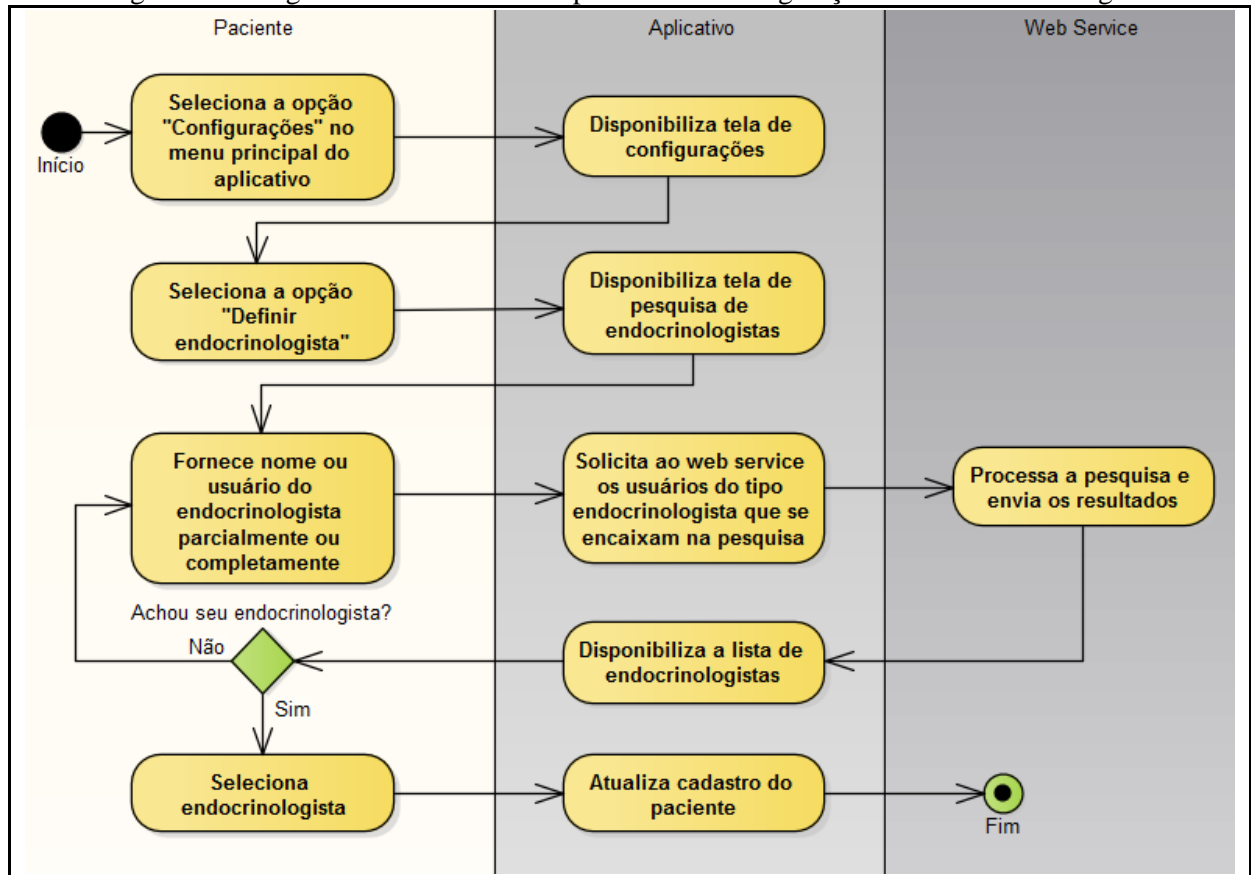 Paciente
Aplicativo
Web Service
Início
Seleciona a opção
"Configurações" no
menu principal do
aplicativo
Disponibiliza tela de
configurações
Seleciona a opção
"Definir
endocrinologista"
Disponibiliza tela de
pesquisa de
endocrinologistas
Fornece nome ou
usuário do
endocrinologista
parcialmente ou
completamente
Solicita ao web service
os usuários do tipo
endocrinologista que se
encaixam na pesquisa
Processa a pesquisa e
envia os resultados
Achou seu endocrinologista?
Não
Sim
Disponibiliza a lista de
endocrinologistas
Seleciona
endocrinologista
Atualiza cadastro do
paciente
Fim